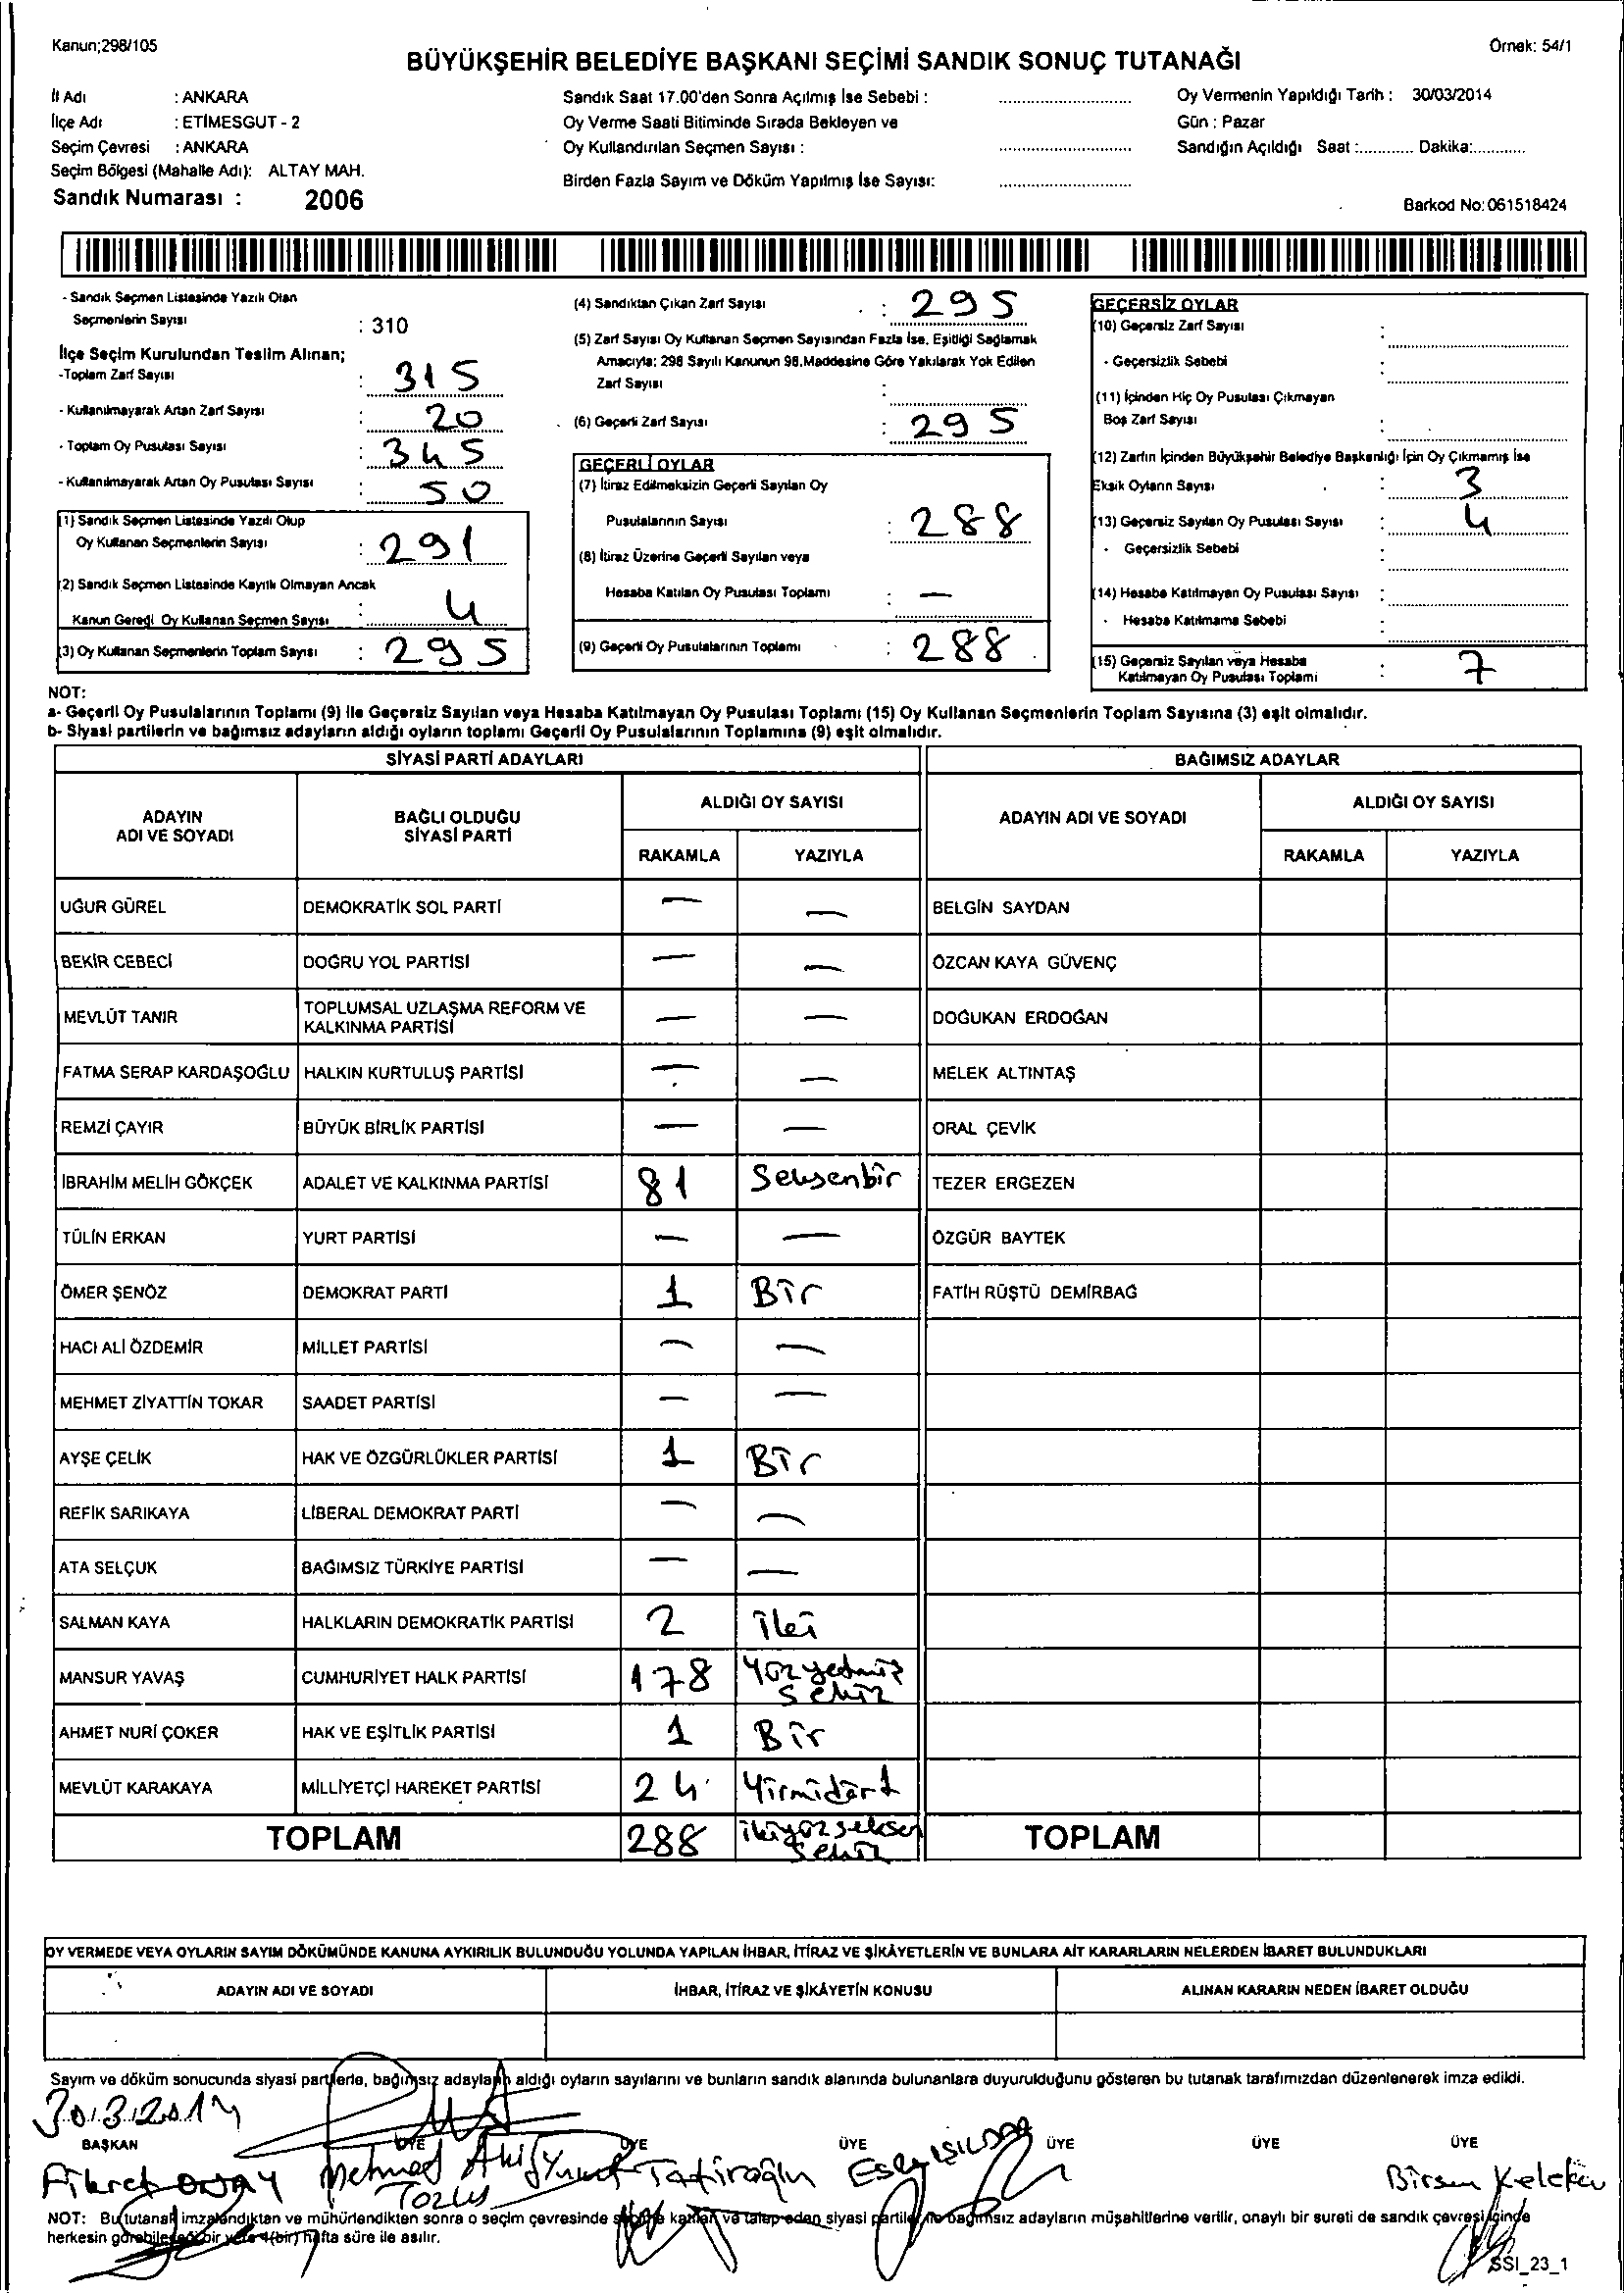 Kanun;298/105
Örnek: 54/1
BÜYÜKŞEHİR BELEDİYE BAŞKANI SEÇİMİ SANDIK SONUÇ TUTANAĞI
İl Adı : ANKARA
İlçe Adı : ETİMESGUT - 2
Seçim Çevresi : ANKARA
Seçim Bölgesi (Mahalle Adı): ALTAY MAH.
Sandık Numarası : 2006
Sandık Saat 17.00'den Sonra Açılmış İse Sebebi :
Oy Verme Saati Bitiminde Sırada Bekleyen ve
Oy Kullandırılan Seçmen Sayısı :
Birden Fazla Sayım ve Döküm Yapılmış İse Sayısı:
Oy Vermenin Yapıldığı Tarih : 30/03/2014
Gün : Pazar
Sandığın Açıldığı Saat :............ Dakika:............
Barkod No: 061518424
- Sandık Seçmen Listesinde Yazılı Olan
Seçmenlerin Sayısı : 310
İlçe Seçim Kurulundan Teslim Alınan;
-Toplam Zarf Sayısı : 315
- Kullanılmayarak Artan Zarf Sayısı : 20
- Toplam Oy Pusulası Sayısı : 345
- Kullanılmayarak Artan Oy Pusulası Sayısı : 50
(1) Sandık Seçmen Listesinde Yazılı Olup
Oy Kullanan Seçmenlerin Sayısı : 291
(2) Sandık Seçmen Listesinde Kayıtlı Olmayan Ancak
Kanun Gereği Oy Kullanan Seçmen Sayısı : 4
(3) Oy Kullanan Seçmenlerin Toplam Sayısı : 295
(4) Sandıktan Çıkan Zarf Sayısı : 295
(5) Zarf Sayısı Oy Kullanan Seçmen Sayısından Fazla İse, Eşitliği Sağlamak
Amacıyla; 298 Sayılı Kanunun 98.Maddesine Göre Yakılarak Yok Edilen
Zarf Sayısı :
(6) Geçerli Zarf Sayısı : 295
GEÇERLİ OYLAR
(7) İtiraz Edilmeksizin Geçerli Sayılan Oy
Pusulalarının Sayısı : 288
(8) İtiraz Üzerine Geçerli Sayılan veya
Hesaba Katılan Oy Pusulası Toplamı : —
(9) Geçerli Oy Pusulalarının Toplamı : 288
GEÇERSİZ OYLAR
(10) Geçersiz Zarf Sayısı :
- Geçersizlik Sebebi :
(11) İçinden Hiç Oy Pusulası Çıkmayan
Boş Zarf Sayısı :
(12) Zarfın İçinden Büyükşehir Belediye Başkanlığı İçin Oy Çıkmamış İse
Eksik Oyların Sayısı : 3
(13) Geçersiz Sayılan Oy Pusulası Sayısı : 4
- Geçersizlik Sebebi :
(14) Hesaba Katılmayan Oy Pusulası Sayısı :
- Hesaba Katılmama Sebebi :
(15) Geçersiz Sayılan veya Hesaba
Katılmayan Oy Pusulası Toplamı : 7
NOT:
a- Geçerli Oy Pusulalarının Toplamı (9) ile Geçersiz Sayılan veya Hesaba Katılmayan Oy Pusulası Toplamı (15) Oy Kullanan Seçmenlerin Toplam Sayısına (3) eşit olmalıdır.
b- Siyasi partilerin ve bağımsız adayların aldığı oyların toplamı Geçerli Oy Pusulalarının Toplamına (9) eşit olmalıdır.
SİYASİ PARTİ ADAYLARI
BAĞIMSIZ ADAYLAR
ADAYIN
ADI VE SOYADI
BAĞLI OLDUĞU
SİYASİ PARTİ
ALDIĞI OY SAYISI
RAKAMLA YAZIYLA
ADAYIN ADI VE SOYADI
ALDIĞI OY SAYISI
RAKAMLA YAZIYLA
UĞUR GÜREL DEMOKRATİK SOL PARTİ — — BELGİN SAYDAN
BEKİR CEBECİ DOĞRU YOL PARTİSİ — — ÖZCAN KAYA GÜVENÇ
MEVLÜT TANIR TOPLUMSAL UZLAŞMA REFORM VE KALKINMA PARTİSİ — — DOĞUKAN ERDOĞAN
FATMA SERAP KARDAŞOĞLU HALKIN KURTULUŞ PARTİSİ — — MELEK ALTINTAŞ
REMZİ ÇAYIR BÜYÜK BİRLİK PARTİSİ — — ORAL ÇEVİK
İBRAHİM MELİH GÖKÇEK ADALET VE KALKINMA PARTİSİ 81 Seksenbir TEZER ERGEZEN
TÜLİN ERKAN YURT PARTİSİ — — ÖZGÜR BAYTEK
ÖMER ŞENÖZ DEMOKRAT PARTİ 1 Bir FATİH RÜŞTÜ DEMİRBAĞ
HACI ALİ ÖZDEMİR MİLLET PARTİSİ — —
MEHMET ZİYATTİN TOKAR SAADET PARTİSİ — —
AYŞE ÇELİK HAK VE ÖZGÜRLÜKLER PARTİSİ 1 Bir
REFİK SARIKAYA LİBERAL DEMOKRAT PARTİ — —
ATA SELÇUK BAĞIMSIZ TÜRKİYE PARTİSİ — —
SALMAN KAYA HALKLARIN DEMOKRATİK PARTİSİ 2 iki
MANSUR YAVAŞ CUMHURİYET HALK PARTİSİ 178 Yüzyetmiş Sekiz
AHMET NURİ ÇOKER HAK VE EŞİTLİK PARTİSİ 1 Bir
MEVLÜT KARAKAYA MİLLİYETÇİ HAREKET PARTİSİ 24 Yirmidört
TOPLAM 288 ikiyüzseksen Sekiz TOPLAM
OY VERMEDE VEYA OYLARIN SAYIM DÖKÜMÜNDE KANUNA AYKIRILIK BULUNDUĞU YOLUNDA YAPILAN İHBAR, İTİRAZ VE ŞİKÂYETLERİN VE BUNLARA AİT KARARLARIN NELERDEN İBARET BULUNDUKLARI
ADAYIN ADI VE SOYADI
İHBAR, İTİRAZ VE ŞİKÂYETİN KONUSU
ALINAN KARARIN NEDEN İBARET OLDUĞU
Sayım ve döküm sonucunda siyasi partilerle, bağımsız adayların aldığı oyların sayılarını ve bunların sandık alanında bulunanlara duyurulduğunu gösteren bu tutanak tarafımızdan düzenlenerek imza edildi.
30.3.2014
BAŞKAN ÜYE ÜYE ÜYE ÜYE ÜYE ÜYE
Fikret Mehmed Akif Birsen
NOT: Bu tutanak imzalandıktan ve mühürlendikten sonra o seçim çevresinde seçime katılan ve talep eden siyasi partiler ve bağımsız adayların müşahitlerine verilir, onaylı bir sureti de sandık çevresi içinde
herkesin görebileceği bir yere 1(bir) hafta süre ile asılır.
SSI_23_1